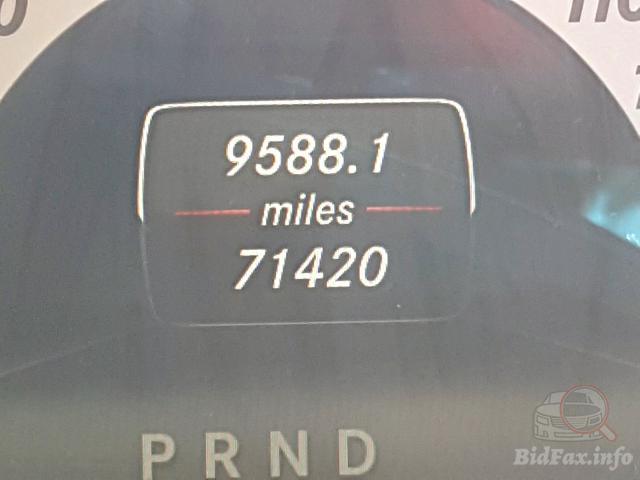 9588.1
miles
71420
P R N D
BidFax.info